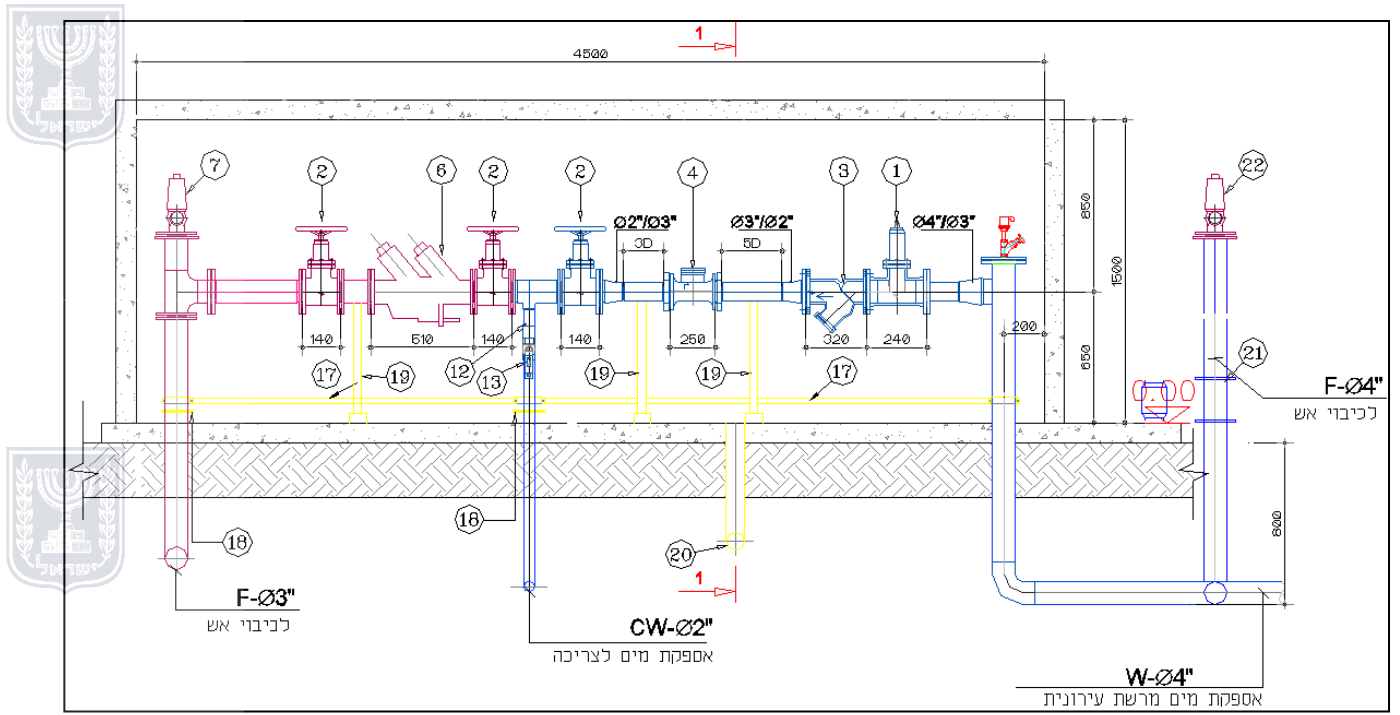 1
4500
7
2
6
2
2
4
3
1
22
Ø2"/Ø3"
Ø3"/Ø2"
Ø4"/Ø3"
3D
5D
850
1500
650
200
140
510
140
140
250
320
240
17
19
12
13
19
19
17
21
F-Ø4"
לכיבוי אש
18
18
20
800
1
F-Ø3"
לכיבוי אש
CW-Ø2"
אספקת מים לצריכה
W-Ø4"
אספקת מים מרשת עירונית
ישראל
ישראל